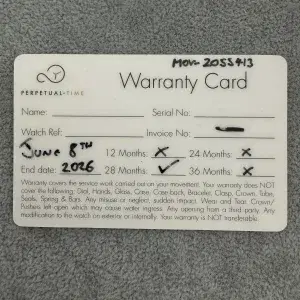 Mov: 2055413
PERPETUAL-TIME
Warranty Card
Name: Serial No:
Watch Ref: Invoice No:
JUNE 8TH 12 Months: X 24 Months: X
End date: 2026 28 Months: ✓ 36 Months: X
Warranty covers the service work carried out on your movement. Your warranty does NOT
cover the following, Dial, Hands, Glass, Case, Case back, Bracelet, Clasp, Crown, Tube,
Seals, Spring & Bars. Any misuse or neglect, sudden impact. Wear and Tear. Crown/
Pushers left open which may cause water ingress. Any opening from a third party. Any
modification to the watch on exterior or internally. Your warranty is NOT transferable.